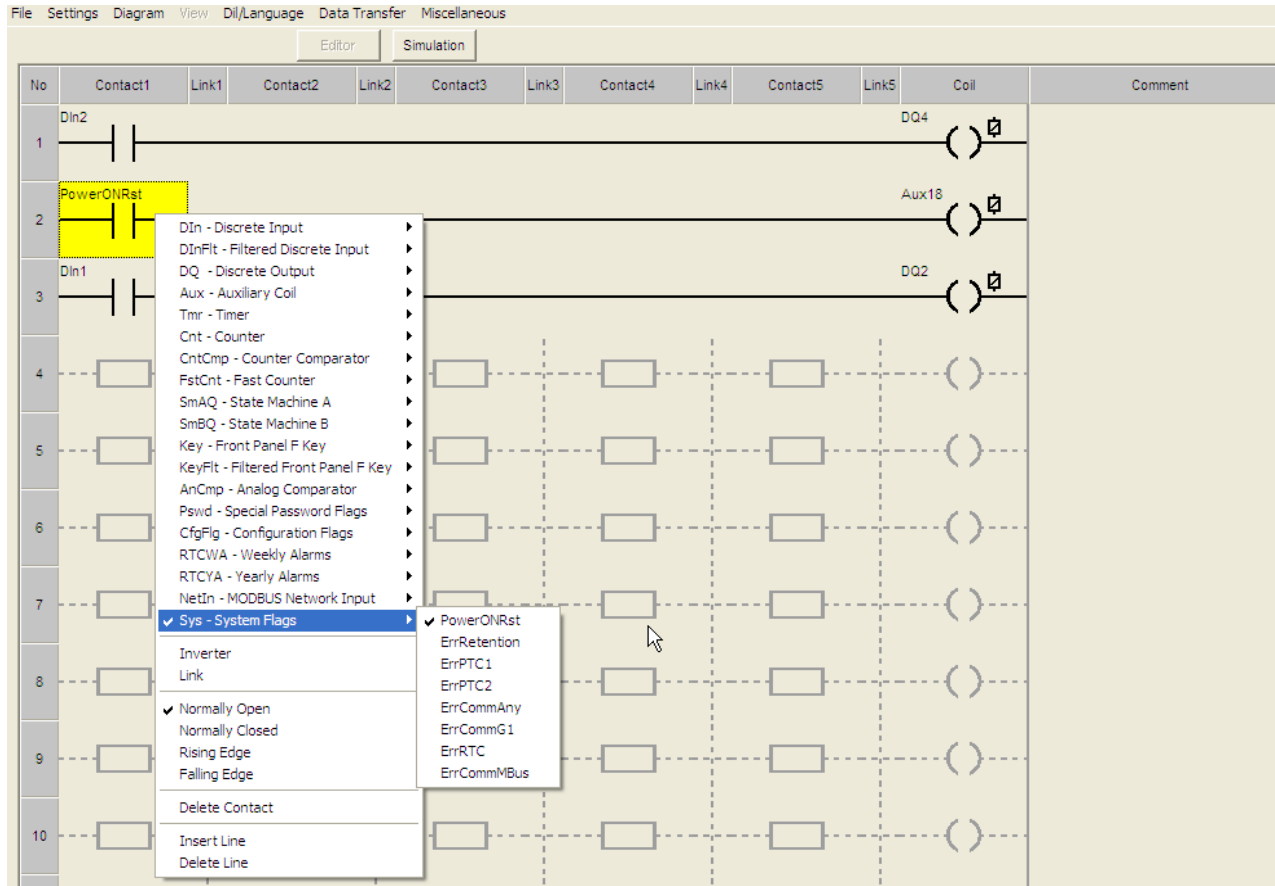 File Settings Diagram View Dil/Language Data Transfer Miscellaneous
Editor Simulation
No Contact1 Link1 Contact2 Link2 Contact3 Link3 Contact4 Link4 Contact5 Link5 Coil Comment
DIn2 DQ4
1
PowerONRst Aux18
2
DIn1 DQ2
3
4
5
6
7
8
9
10
DIn - Discrete Input
DInFlt - Filtered Discrete Input
DQ - Discrete Output
Aux - Auxiliary Coil
Tmr - Timer
Cnt - Counter
CntCmp - Counter Comparator
FstCnt - Fast Counter
SmAQ - State Machine A
SmBQ - State Machine B
Key - Front Panel F Key
KeyFlt - Filtered Front Panel F Key
AnCmp - Analog Comparator
Pswd - Special Password Flags
CfgFlg - Configuration Flags
RTCWA - Weekly Alarms
RTCYA - Yearly Alarms
NetIn - MODBUS Network Input
Sys - System Flags
Inverter
Link
Normally Open
Normally Closed
Rising Edge
Falling Edge
Delete Contact
Insert Line
Delete Line
PowerONRst
ErrRetention
ErrPTC1
ErrPTC2
ErrCommAny
ErrCommG1
ErrRTC
ErrCommMBus